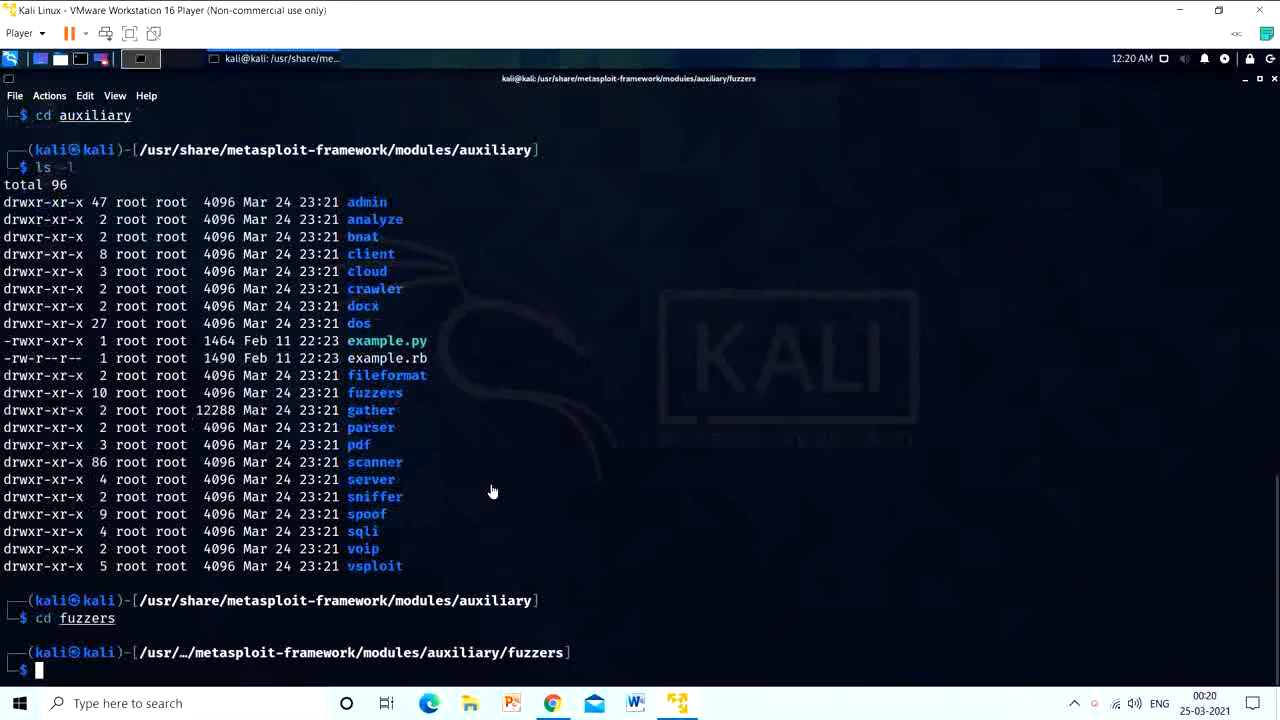 Kali Linux - VMware Workstation 16 Player (Non-commercial use only)
Player
kali@kali: /usr/share/me...
12:20 AM
kali@kali: /usr/share/metasploit-framework/modules/auxiliary/fuzzers
File Actions Edit View Help
└─$ cd auxiliary
┌──(kali㉿kali)-[/usr/share/metasploit-framework/modules/auxiliary]
└─$ ls -l
total 96
drwxr-xr-x 47 root root 4096 Mar 24 23:21 admin
drwxr-xr-x 2 root root 4096 Mar 24 23:21 analyze
drwxr-xr-x 2 root root 4096 Mar 24 23:21 bnat
drwxr-xr-x 8 root root 4096 Mar 24 23:21 client
drwxr-xr-x 3 root root 4096 Mar 24 23:21 cloud
drwxr-xr-x 2 root root 4096 Mar 24 23:21 crawler
drwxr-xr-x 2 root root 4096 Mar 24 23:21 docx
drwxr-xr-x 27 root root 4096 Mar 24 23:21 dos
-rwxr-xr-x 1 root root 1464 Feb 11 22:23 example.py
-rw-r--r-- 1 root root 1490 Feb 11 22:23 example.rb
drwxr-xr-x 2 root root 4096 Mar 24 23:21 fileformat
drwxr-xr-x 10 root root 4096 Mar 24 23:21 fuzzers
drwxr-xr-x 2 root root 12288 Mar 24 23:21 gather
drwxr-xr-x 2 root root 4096 Mar 24 23:21 parser
drwxr-xr-x 3 root root 4096 Mar 24 23:21 pdf
drwxr-xr-x 86 root root 4096 Mar 24 23:21 scanner
drwxr-xr-x 4 root root 4096 Mar 24 23:21 server
drwxr-xr-x 2 root root 4096 Mar 24 23:21 sniffer
drwxr-xr-x 9 root root 4096 Mar 24 23:21 spoof
drwxr-xr-x 4 root root 4096 Mar 24 23:21 sqli
drwxr-xr-x 2 root root 4096 Mar 24 23:21 voip
drwxr-xr-x 5 root root 4096 Mar 24 23:21 vsploit
KALI
┌──(kali㉿kali)-[/usr/share/metasploit-framework/modules/auxiliary]
└─$ cd fuzzers
┌──(kali㉿kali)-[/usr/…/metasploit-framework/modules/auxiliary/fuzzers]
└─$
Type here to search
ENG
00:20
25-03-2021